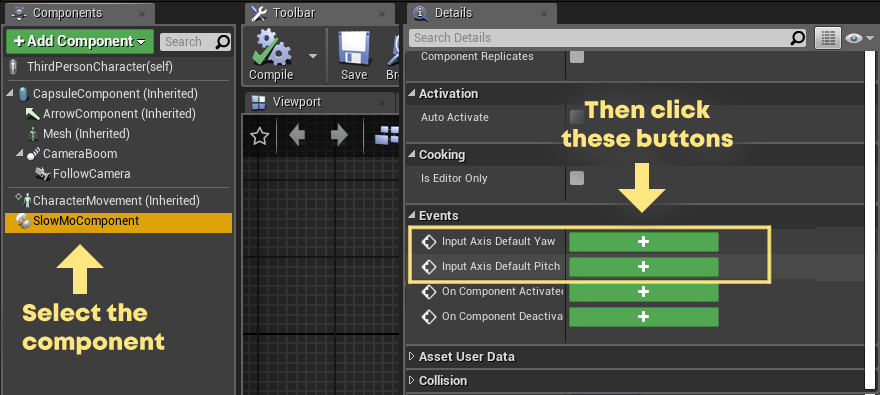 Components
Toolbar
Details
+Add Component
Search
Compile
Save
Search Details
ThirdPersonCharacter(self)
Component Replicates
CapsuleComponent (Inherited)
ArrowComponent (Inherited)
Mesh (Inherited)
CameraBoom
FollowCamera
CharacterMovement (Inherited)
SlowMoComponent
Select the
component
Viewport
Activation
Auto Activate
Then click
these buttons
Cooking
Is Editor Only
Events
Input Axis Default Yaw
Input Axis Default Pitch
On Component Activate
On Component Deactiva
Asset User Data
Collision